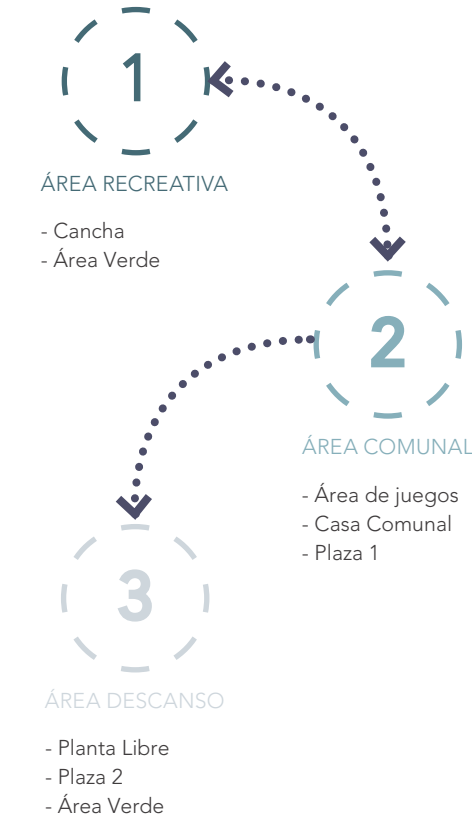 1
ÁREA RECREATIVA
- Cancha
- Área Verde
2
ÁREA COMUNAL
- Área de juegos
- Casa Comunal
- Plaza 1
3
ÁREA DESCANSO
- Planta Libre
- Plaza 2
- Área Verde